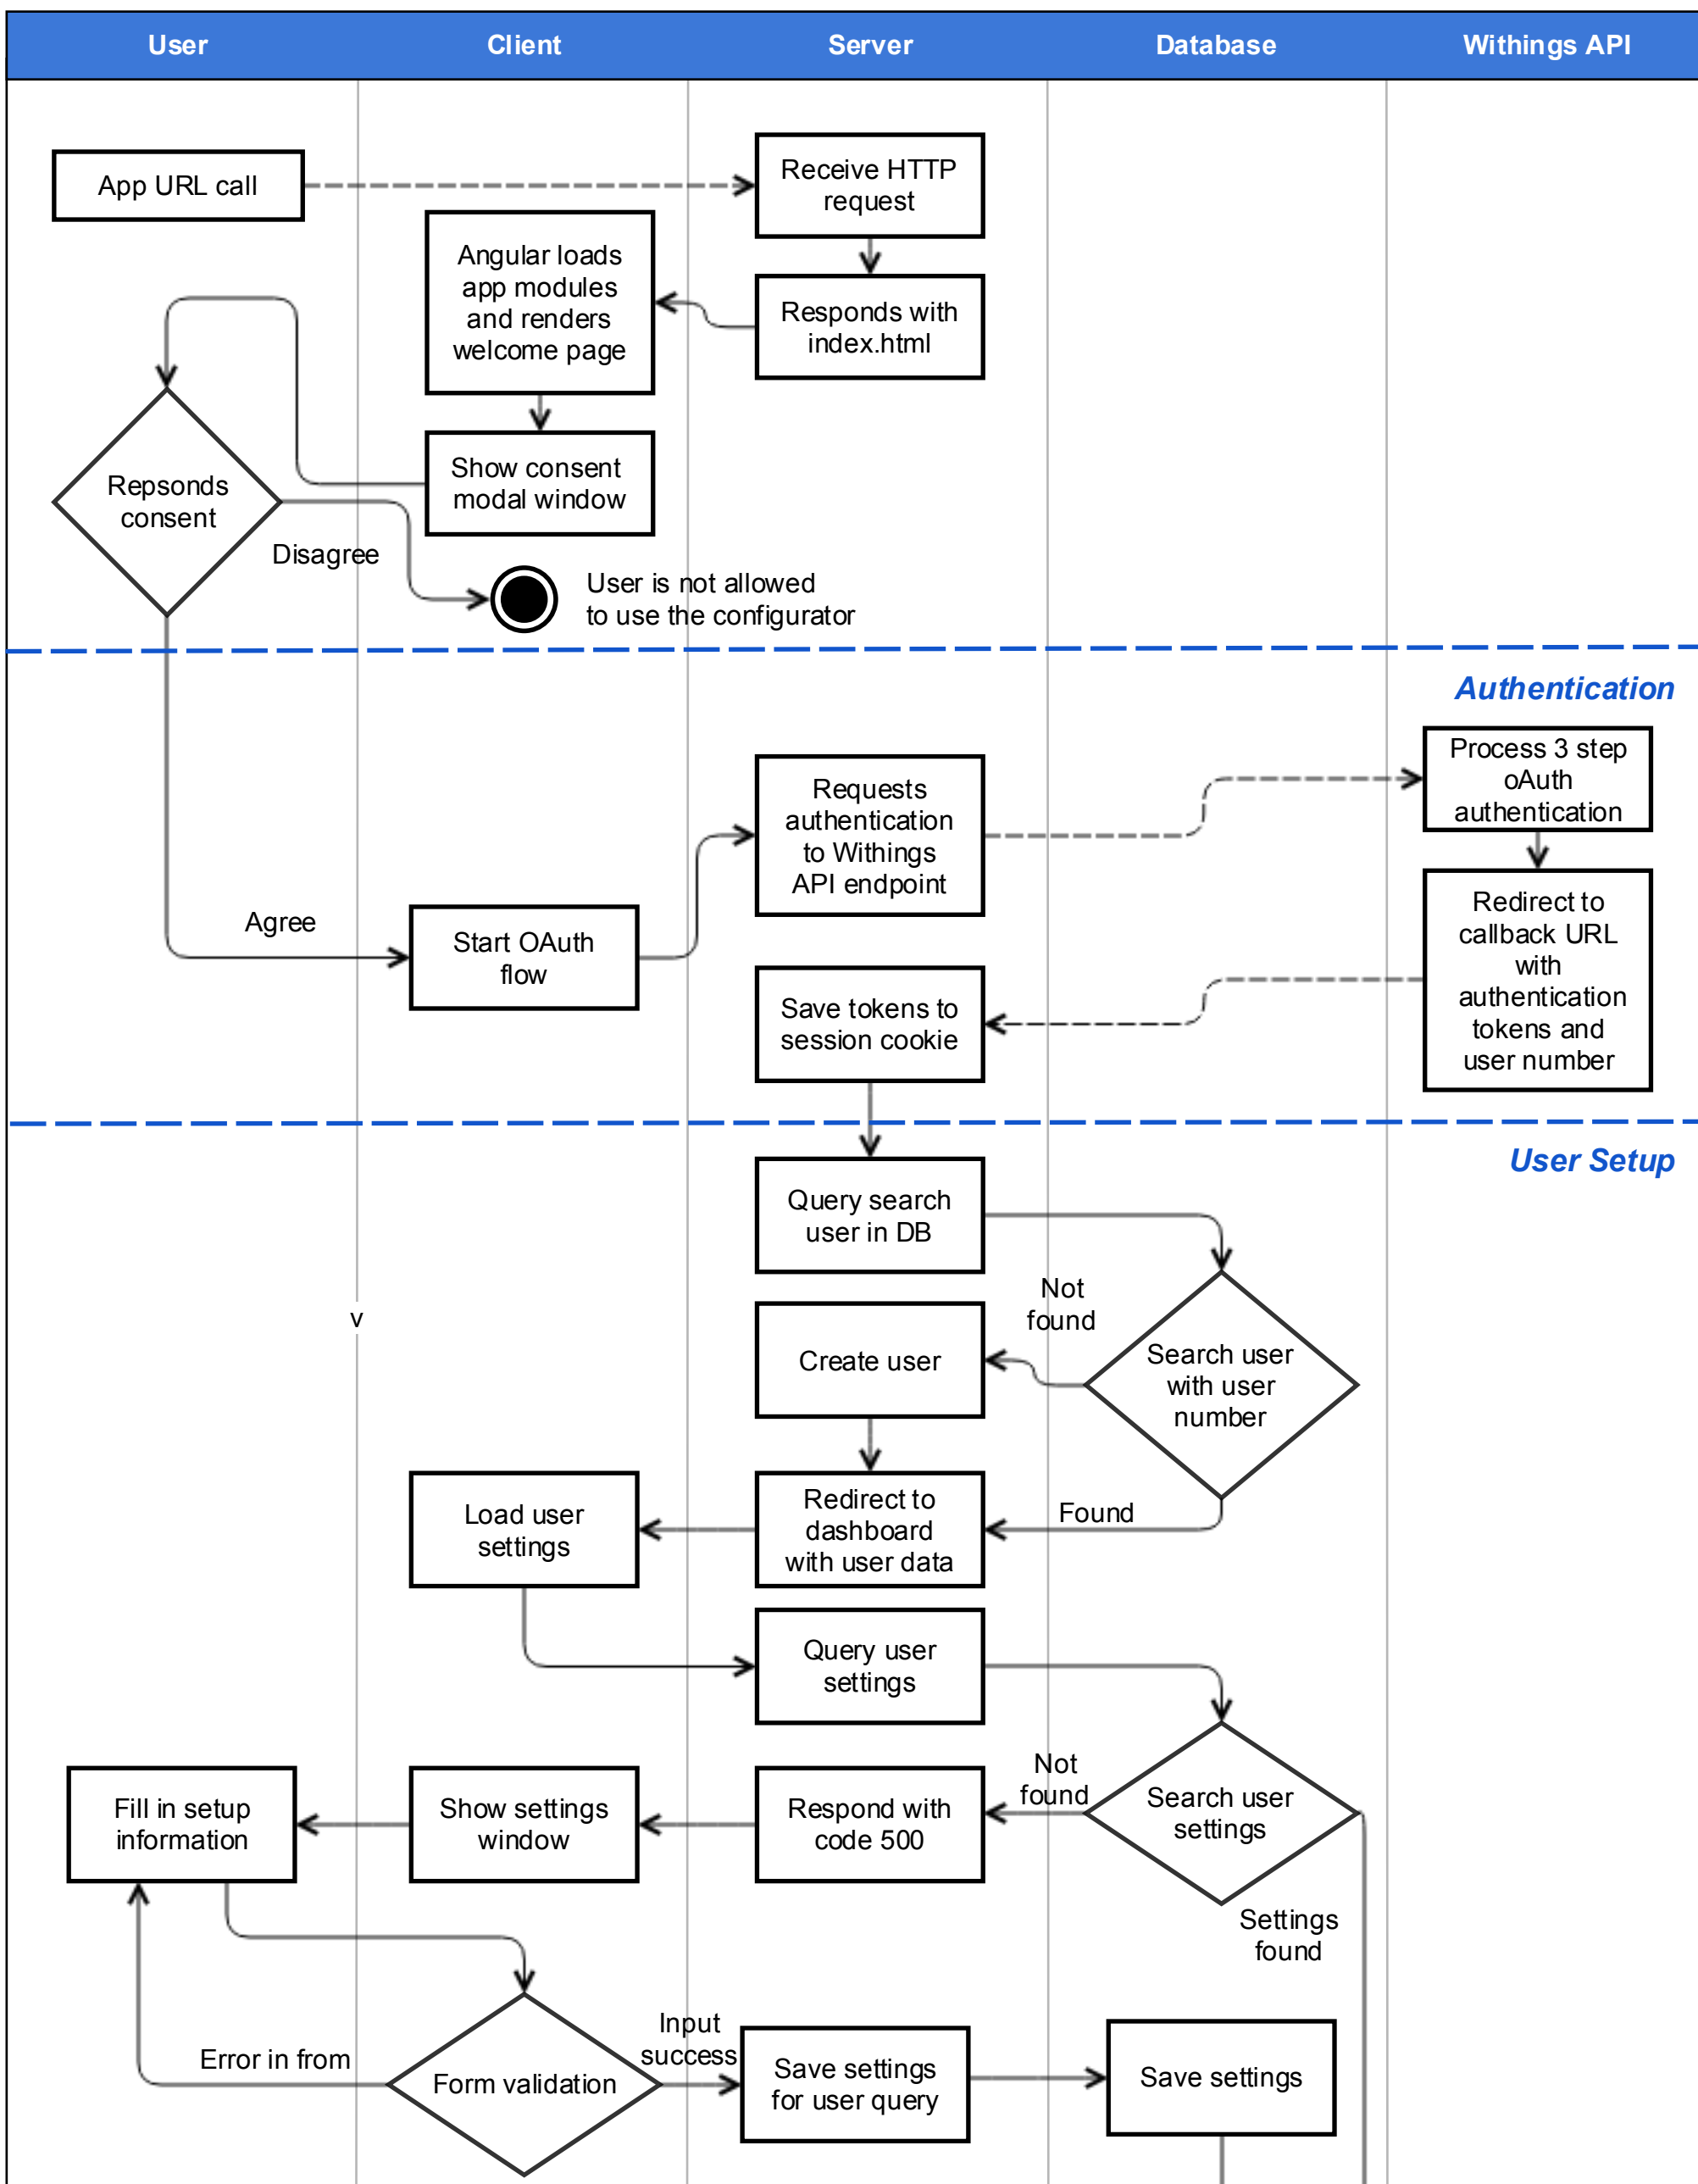 User
Client
Server
Database
Withings API
App URL call
Receive HTTP
request
Angular loads
app modules
and renders
welcome page
Responds with
index.html
Show consent
modal window
Repsonds
consent
Disagree
User is not allowed
to use the configurator
Authentication
Process 3 step
oAuth
authentication
Requests
authentication
to Withings
API endpoint
Redirect to
callback URL
with
authentication
tokens and
user number
Agree
Start OAuth
flow
Save tokens to
session cookie
User Setup
Query search
user in DB
Not
found
v
Create user
Search user
with user
number
Load user
settings
Redirect to
dashboard
with user data
Found
Query user
settings
Not
found
Fill in setup
information
Show settings
window
Respond with
code 500
Search user
settings
Settings
found
Error in from
Form validation
Input
success
Save settings
for user query
Save settings